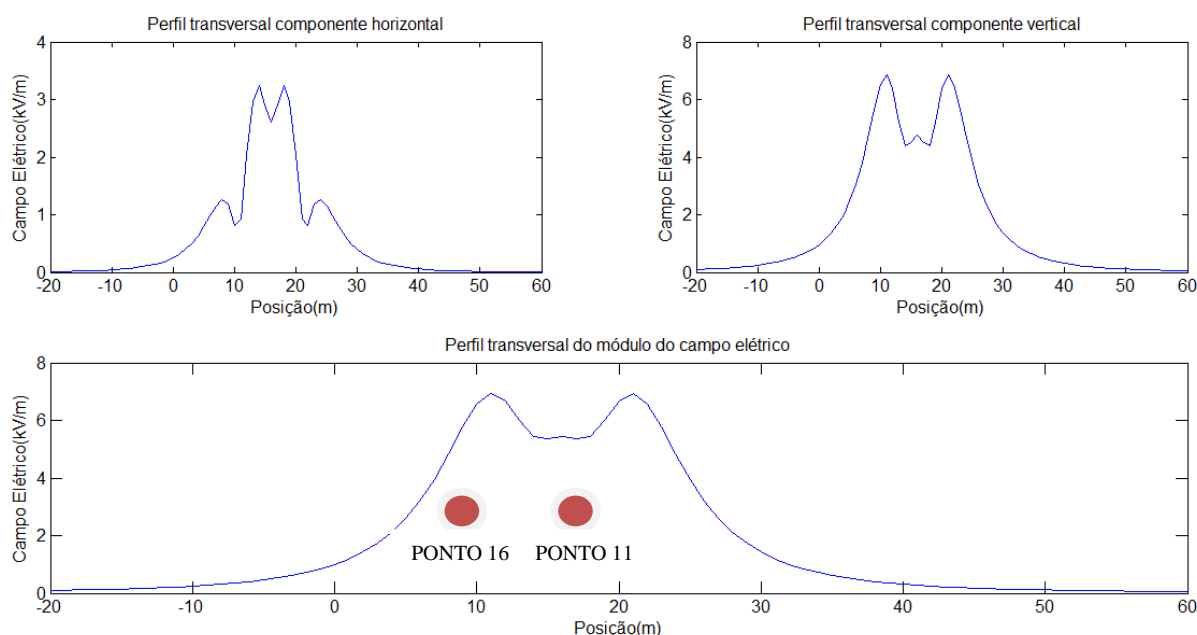 Perfil transversal componente horizontal
Campo Elétrico(kV/m)
4
3
2
1
0
-20 -10 0 10 20 30 40 50 60
Posição(m)
Perfil transversal componente vertical
Campo Elétrico(kV/m)
8
6
4
2
0
-20 -10 0 10 20 30 40 50 60
Posição(m)
Perfil transversal do módulo do campo elétrico
Campo Elétrico(kV/m)
8
6
4
2
0
PONTO 16 PONTO 11
-20 -10 0 10 20 30 40 50 60
Posição(m)